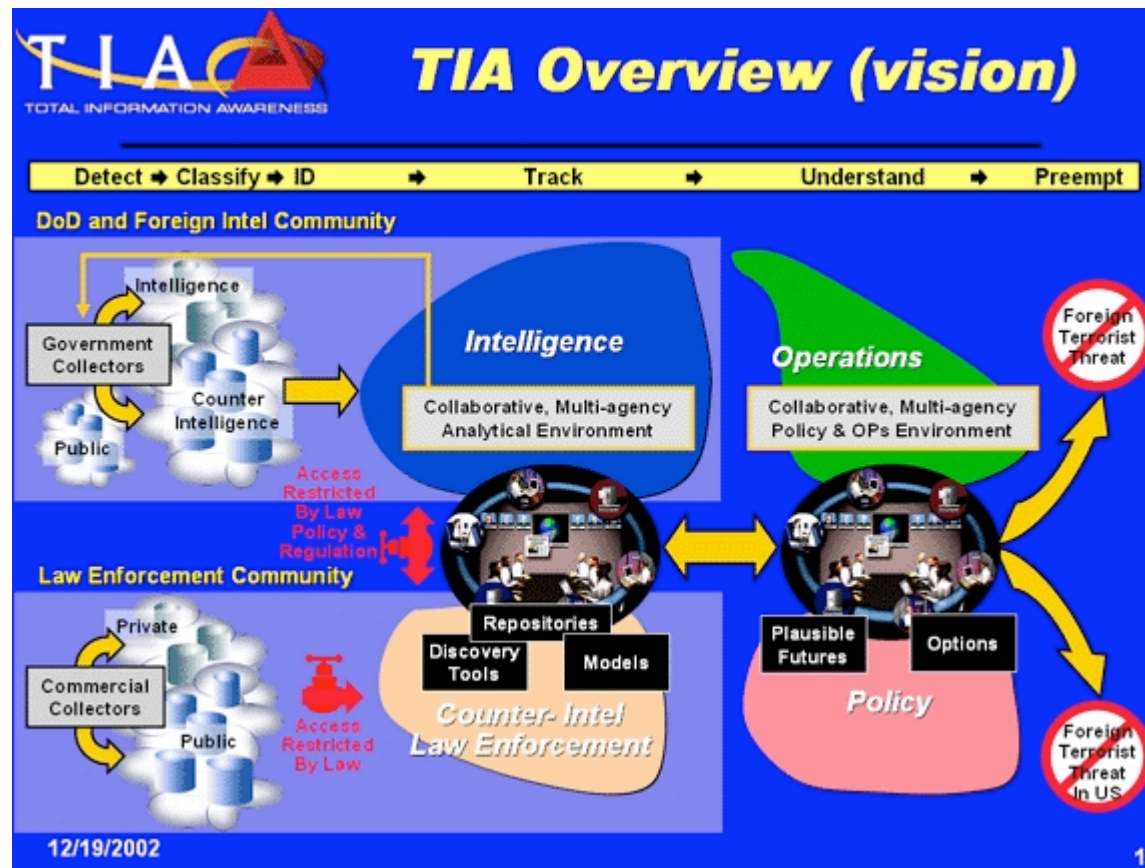 TIA
TOTAL INFORMATION AWARENESS
TIA Overview (vision)
Detect → Classify → ID → Track → Understand → Preempt
DoD and Foreign Intel Community
Intelligence
Government
Collectors
Counter
Intelligence
Public
Intelligence
Collaborative, Multi-agency
Analytical Environment
Operations
Collaborative, Multi-agency
Policy & OPs Environment
Foreign
Terrorist
Threat
Access
Restricted
By Law
Policy &
Regulation
Law Enforcement Community
Private
Commercial
Collectors
Public
Access
Restricted
By Law
Repositories
Discovery
Tools
Models
Counter- Intel
Law Enforcement
Plausible
Futures
Options
Policy
Foreign
Terrorist
Threat
In US
12/19/2002
1